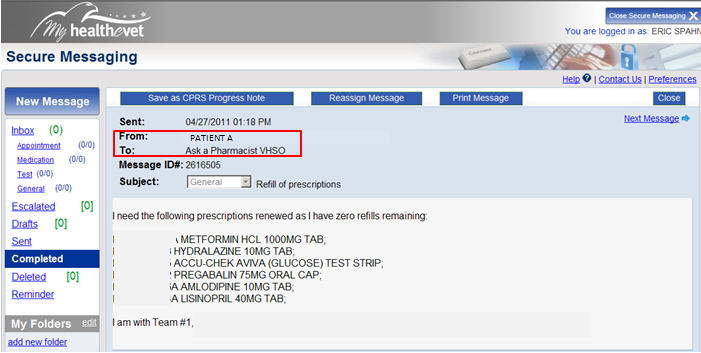 My healthevet
Close Secure Messaging X
You are logged in as: ERIC SPAHN
Secure Messaging
Help ? | Contact Us | Preferences
New Message
Save as CPRS Progress Note Reassign Message Print Message Close
Inbox (0)
Appointment (0/0)
Medication (0/0)
Test (0/0)
General (0/0)
Escalated [0]
Drafts [0]
Sent
Completed
Deleted [0]
Reminder
My Folders edit
add new folder
Sent: 04/27/2011 01:18 PM
Next Message
From: PATIENT A
To: Ask a Pharmacist VHSO
Message ID#: 2616505
Subject: General Refill of prescriptions
I need the following prescriptions renewed as I have zero refills remaining:
METFORMIN HCL 1000MG TAB;
HYDRALAZINE 10MG TAB;
ACCU-CHEK AVIVA (GLUCOSE) TEST STRIP;
PREGABALIN 75MG ORAL CAP;
AMLODIPINE 10MG TAB;
LISINOPRIL 40MG TAB;
I am with Team #1,